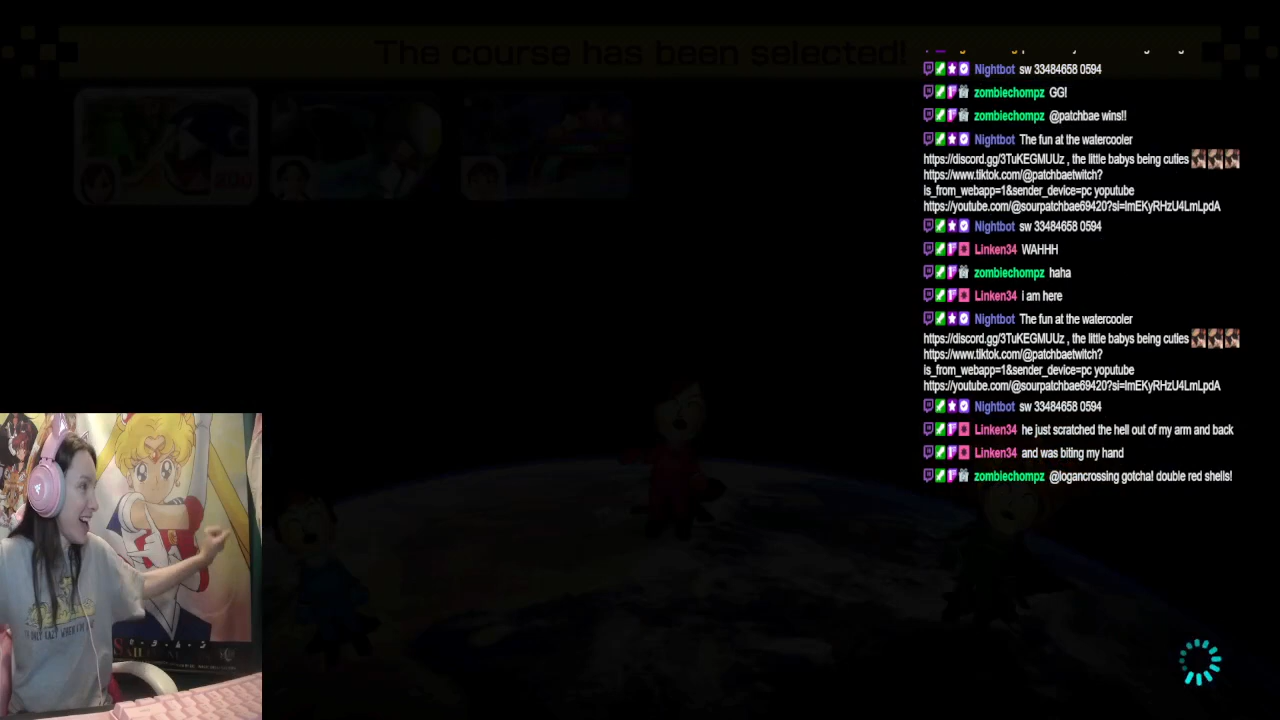 The course has been selected!
Nightbot sw 33484658 0594
zombiechompz GG!
zombiechompz @patchbae wins!!
Nightbot The fun at the watercooler
https://discord.gg/3TuKEGMUUz , the little babys being cuties
https://www.tiktok.com/@patchbaetwitch?
is_from_webapp=1&sender_device=pc yoputube
https://youtube.com/@sourpatchbae69420?si=lmEKyRHzU4LmLpdA
Nightbot sw 33484658 0594
Linken34 WAHHH
zombiechompz haha
Linken34 i am here
Nightbot The fun at the watercooler
https://discord.gg/3TuKEGMUUz , the little babys being cuties
https://www.tiktok.com/@patchbaetwitch?
is_from_webapp=1&sender_device=pc yoputube
https://youtube.com/@sourpatchbae69420?si=lmEKyRHzU4LmLpdA
Nightbot sw 33484658 0594
Linken34 he just scratched the hell out of my arm and back
Linken34 and was biting my hand
zombiechompz @logancrossing gotcha! double red shells!